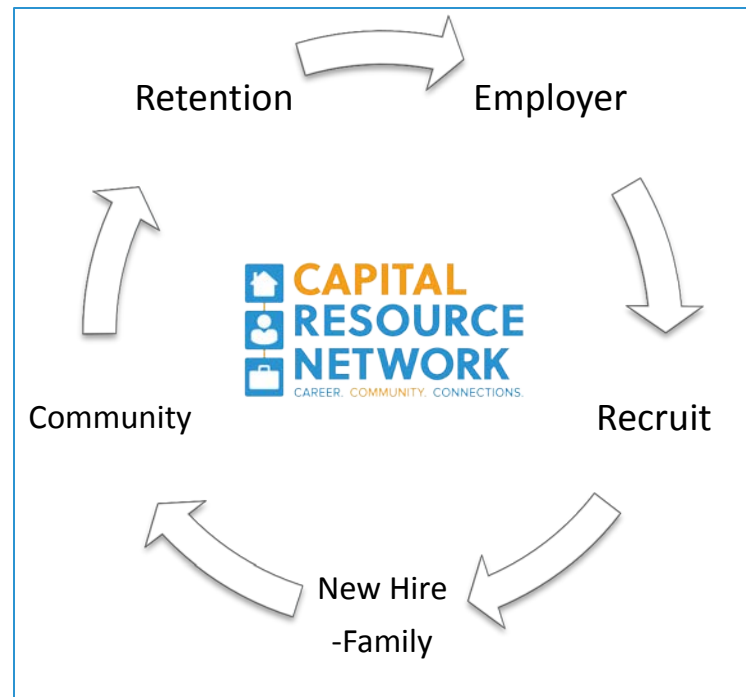 Retention
Employer
CAPITAL
RESOURCE
NETWORK
CAREER. COMMUNITY. CONNECTIONS.
Community
Recruit
New Hire
-Family